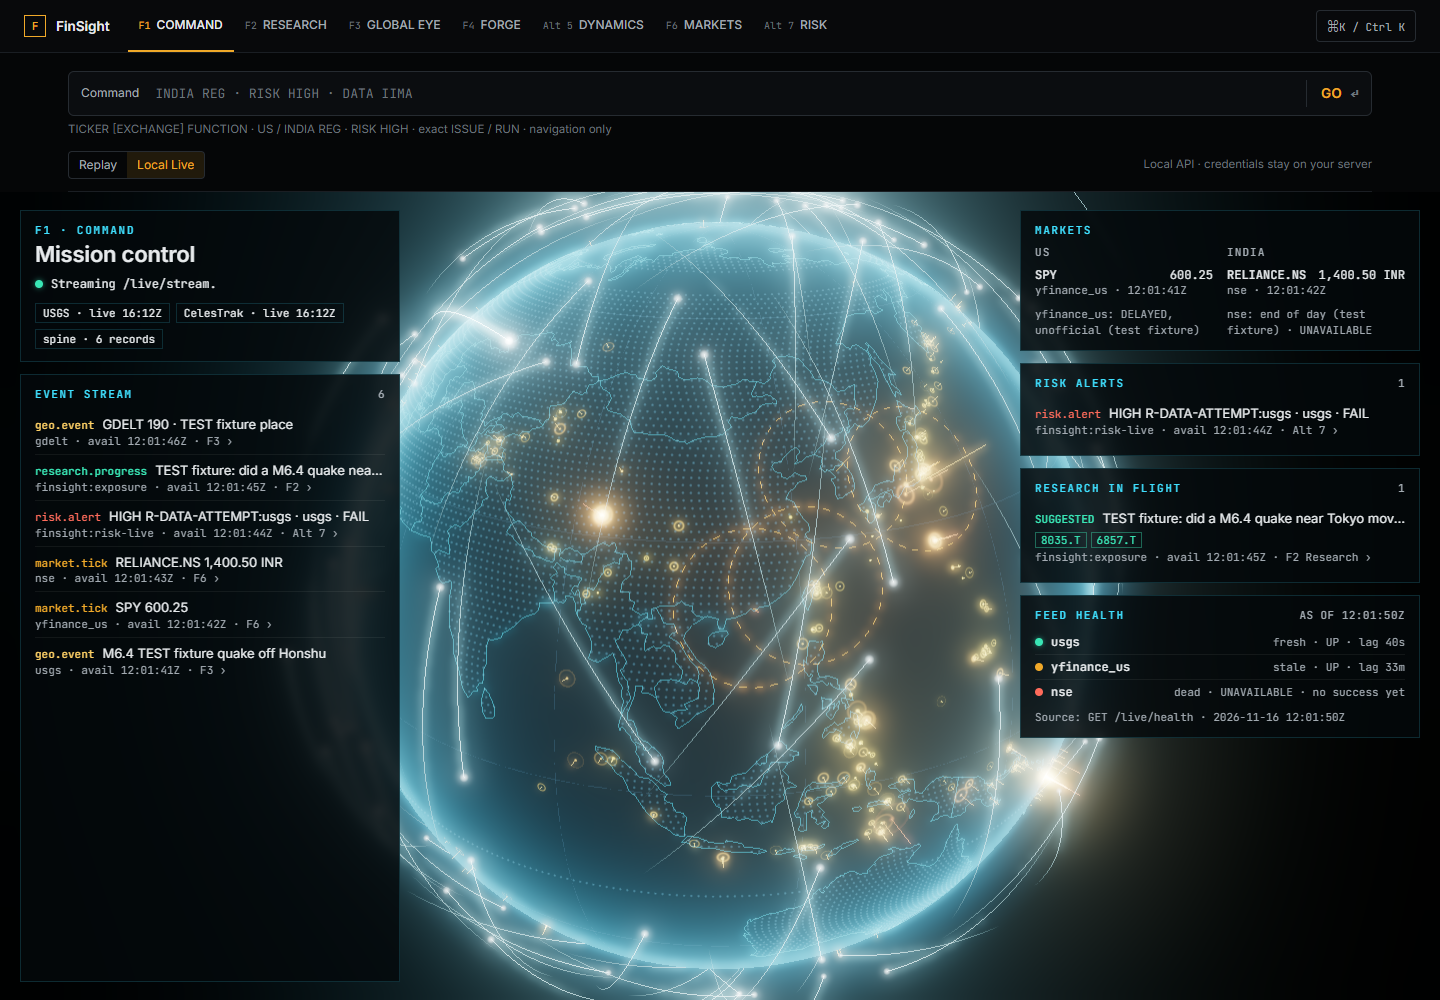 F FinSight F1 COMMAND F2 RESEARCH F3 GLOBAL EYE F4 FORGE Alt 5 DYNAMICS F6 MARKETS Alt 7 RISK ⌘K / Ctrl K
Command INDIA REG · RISK HIGH · DATA IIMA GO ↵
TICKER [EXCHANGE] FUNCTION · US / INDIA REG · RISK HIGH · exact ISSUE / RUN · navigation only
Replay Local Live Local API · credentials stay on your server
F1 · COMMAND
Mission control
Streaming /live/stream.
USGS · live 16:12Z CelesTrak · live 16:12Z
spine · 6 records
EVENT STREAM 6
geo.event GDELT 190 · TEST fixture place
gdelt · avail 12:01:46Z · F3 ›
research.progress TEST fixture: did a M6.4 quake nea...
finsight:exposure · avail 12:01:45Z · F2 ›
risk.alert HIGH R-DATA-ATTEMPT:usgs · usgs · FAIL
finsight:risk-live · avail 12:01:44Z · Alt 7 ›
market.tick RELIANCE.NS 1,400.50 INR
nse · avail 12:01:43Z · F6 ›
market.tick SPY 600.25
yfinance_us · avail 12:01:42Z · F6 ›
geo.event M6.4 TEST fixture quake off Honshu
usgs · avail 12:01:41Z · F3 ›
MARKETS
US INDIA
SPY 600.25 RELIANCE.NS 1,400.50 INR
yfinance_us · 12:01:41Z nse · 12:01:42Z
yfinance_us: DELAYED, nse: end of day (test
unofficial (test fixture) fixture) · UNAVAILABLE
RISK ALERTS 1
risk.alert HIGH R-DATA-ATTEMPT:usgs · usgs · FAIL
finsight:risk-live · avail 12:01:44Z · Alt 7 ›
RESEARCH IN FLIGHT 1
SUGGESTED TEST fixture: did a M6.4 quake near Tokyo mov...
8035.T 6857.T
finsight:exposure · avail 12:01:45Z · F2 Research ›
FEED HEALTH AS OF 12:01:50Z
usgs fresh · UP · lag 40s
yfinance_us stale · UP · lag 33m
nse dead · UNAVAILABLE · no success yet
Source: GET /live/health · 2026-11-16 12:01:50Z